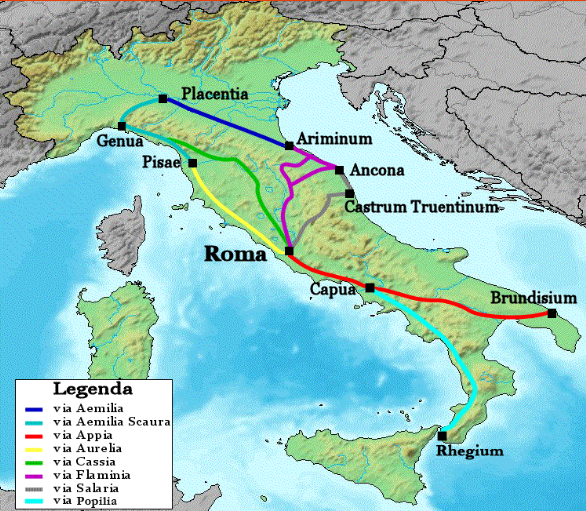 Placentia
Genua
Ariminum
Pisae
Ancona
Castrum Truentinum
Roma
Capua
Brundisium
Rhegium
Legenda
via Aemilia
via Aemilia Scaura
via Appia
via Aurelia
via Cassia
via Flaminia
via Salaria
via Popilia